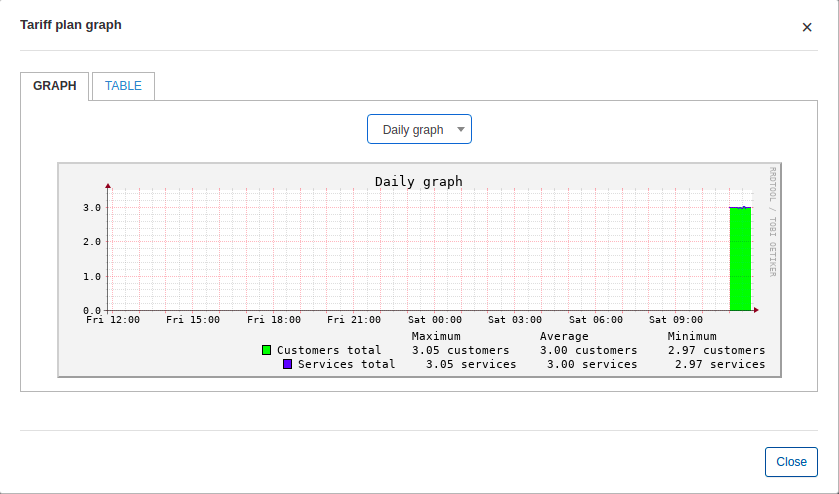 Tariff plan graph
×
GRAPH
TABLE
Daily graph
Daily graph
RRDTOOL / TOBI OETIKER
3.0
2.0
1.0
0.0
Fri 12:00 Fri 15:00 Fri 18:00 Fri 21:00 Sat 00:00 Sat 03:00 Sat 06:00 Sat 09:00
Maximum Average Minimum
Customers total 3.05 customers 3.00 customers 2.97 customers
Services total 3.05 services 3.00 services 2.97 services
Close